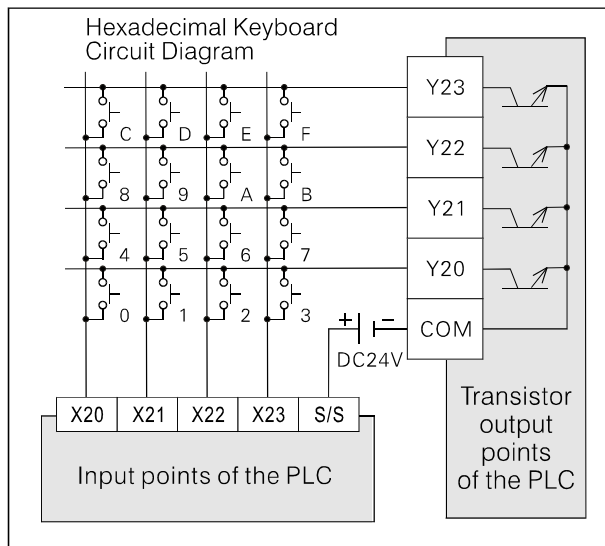 Hexadecimal Keyboard
Circuit Diagram
C D E F
Y23
8 9 A B
Y22
4 5 6 7
Y21
0 1 2 3
Y20
+ −
COM
DC24V
X20 X21 X22 X23 S/S
Input points of the PLC
Transistor
output
points
of the PLC